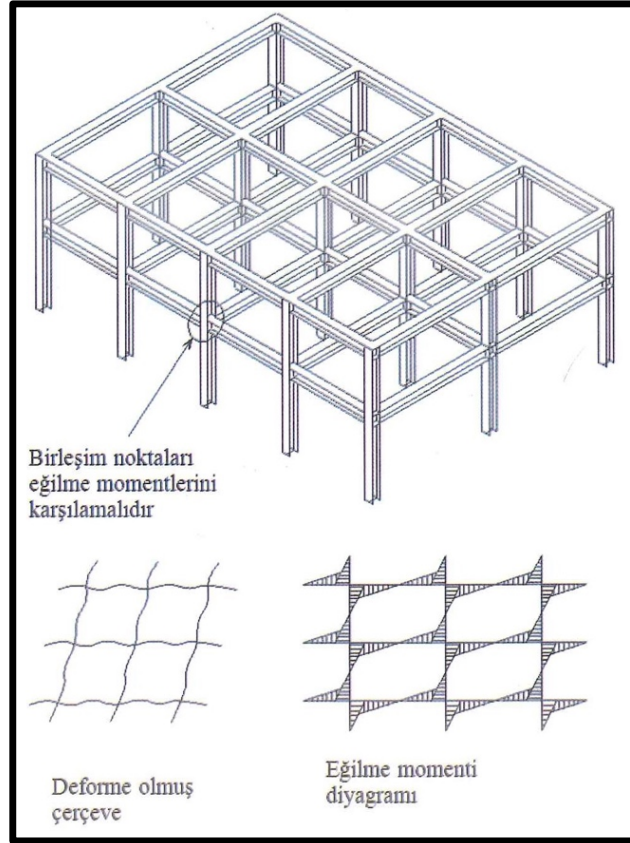 Birleşim noktaları
eğilme momentlerini
karşılamalıdır
Deforme olmuş
çerçeve
Eğilme momenti
diyagramı